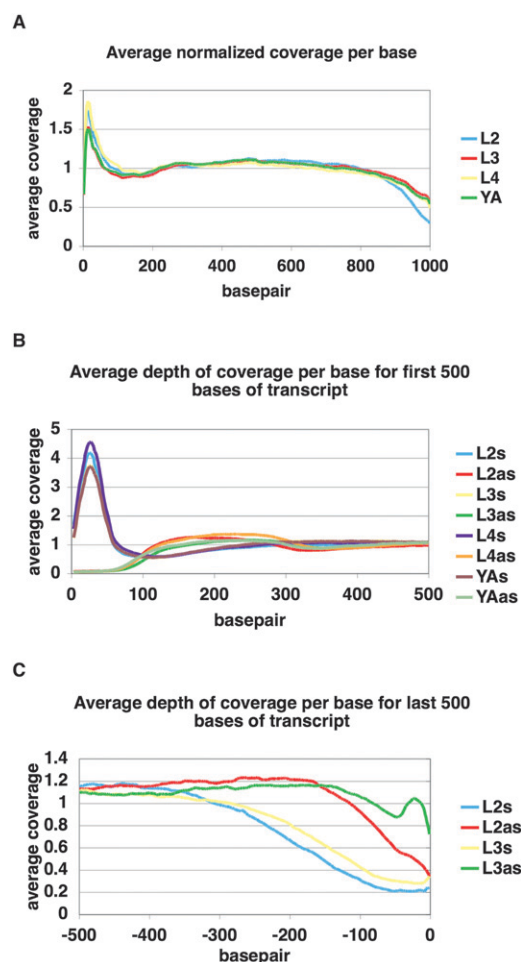 A
Average normalized coverage per base
average coverage
2
1.5
1
0.5
0
0 200 400 600 800 1000
basepair
L2
L3
L4
YA
B
Average depth of coverage per base for first 500
bases of transcript
average coverage
5
4
3
2
1
0
0 100 200 300 400 500
basepair
L2s
L2as
L3s
L3as
L4s
L4as
YAs
YAas
C
Average depth of coverage per base for last 500
bases of transcript
average coverage
1.4
1.2
1
0.8
0.6
0.4
0.2
0
-500 -400 -300 -200 -100 0
basepair
L2s
L2as
L3s
L3as